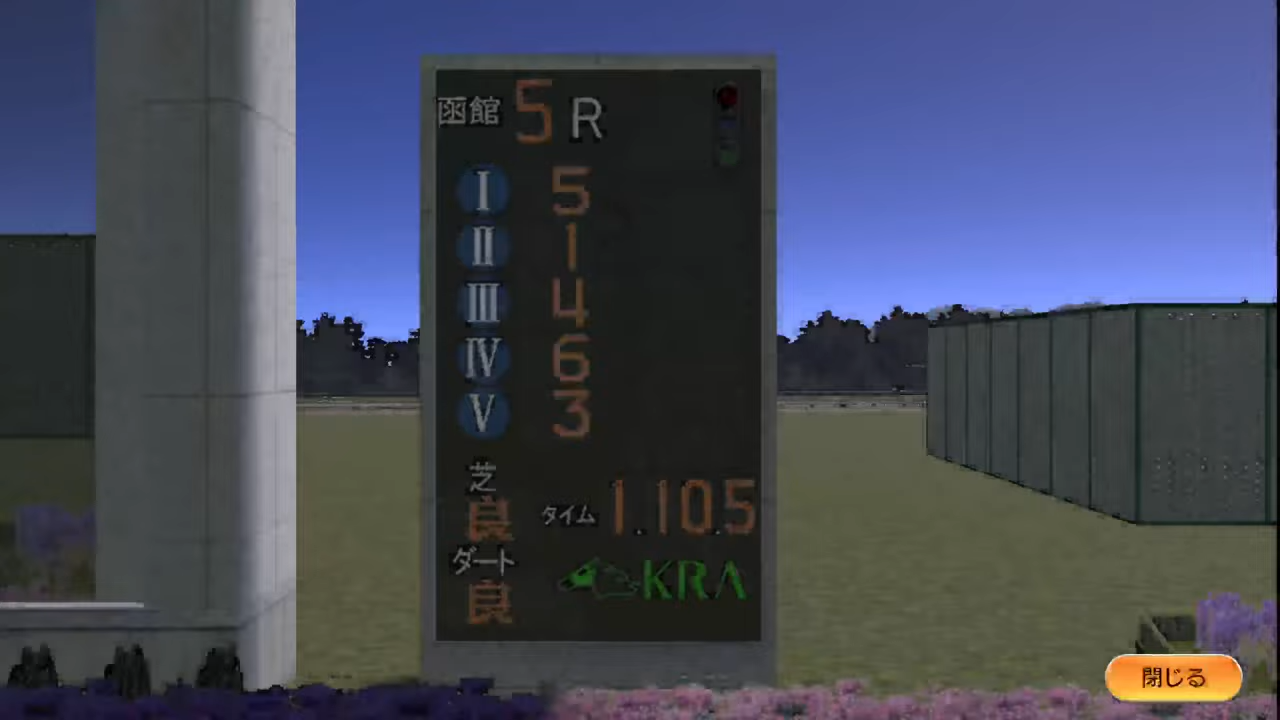 函館 5 R
I 5
II 1
III 4
IV 6
V 3
芝
良 タイム 1.10.5
ダート
良 KRA
閉じる